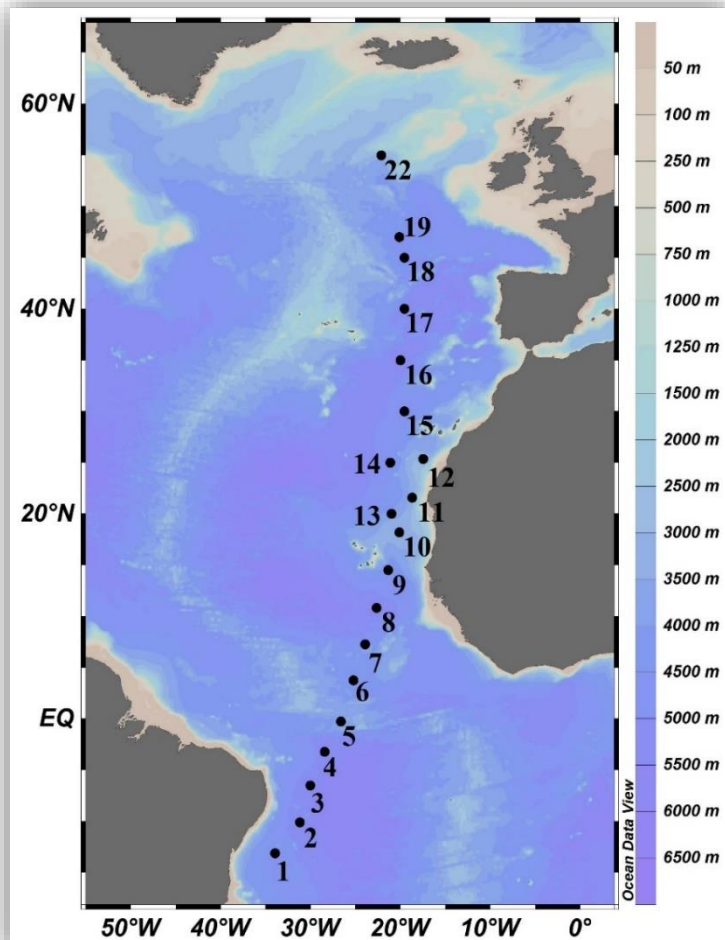 60°N
40°N
20°N
EQ
50°W
40°W
30°W
20°W
10°W
0°
22
19
18
17
16
15
14
12
13
11
10
9
8
7
6
5
4
3
2
1
50 m
100 m
250 m
500 m
750 m
1000 m
1250 m
1500 m
2000 m
2500 m
3000 m
3500 m
4000 m
4500 m
5000 m
5500 m
6000 m
6500 m
Ocean Data View